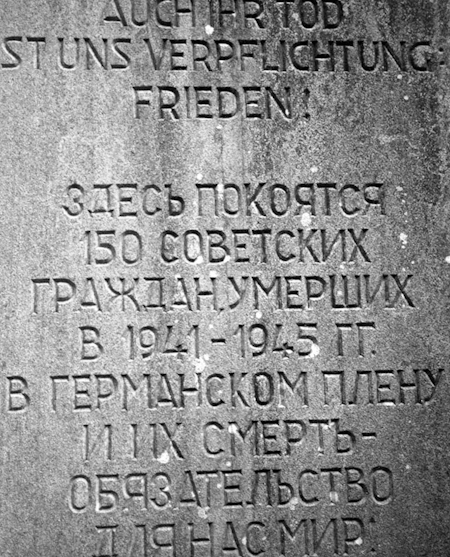 AUCH IHR TOD
IST UNS VERPFLICHTUNG:
FRIEDEN!
ЗДЕСЬ ПОКОЯТСЯ
150 СОВЕТСКИХ
ГРАЖДАН, УМЕРШИХ
В 1941-1945 ГГ.
В ГЕРМАНСКОМ ПЛЕНУ
И ИХ СМЕРТЬ-
ОБЯЗАТЕЛЬСТВО
ДЛЯ НАС МИР'